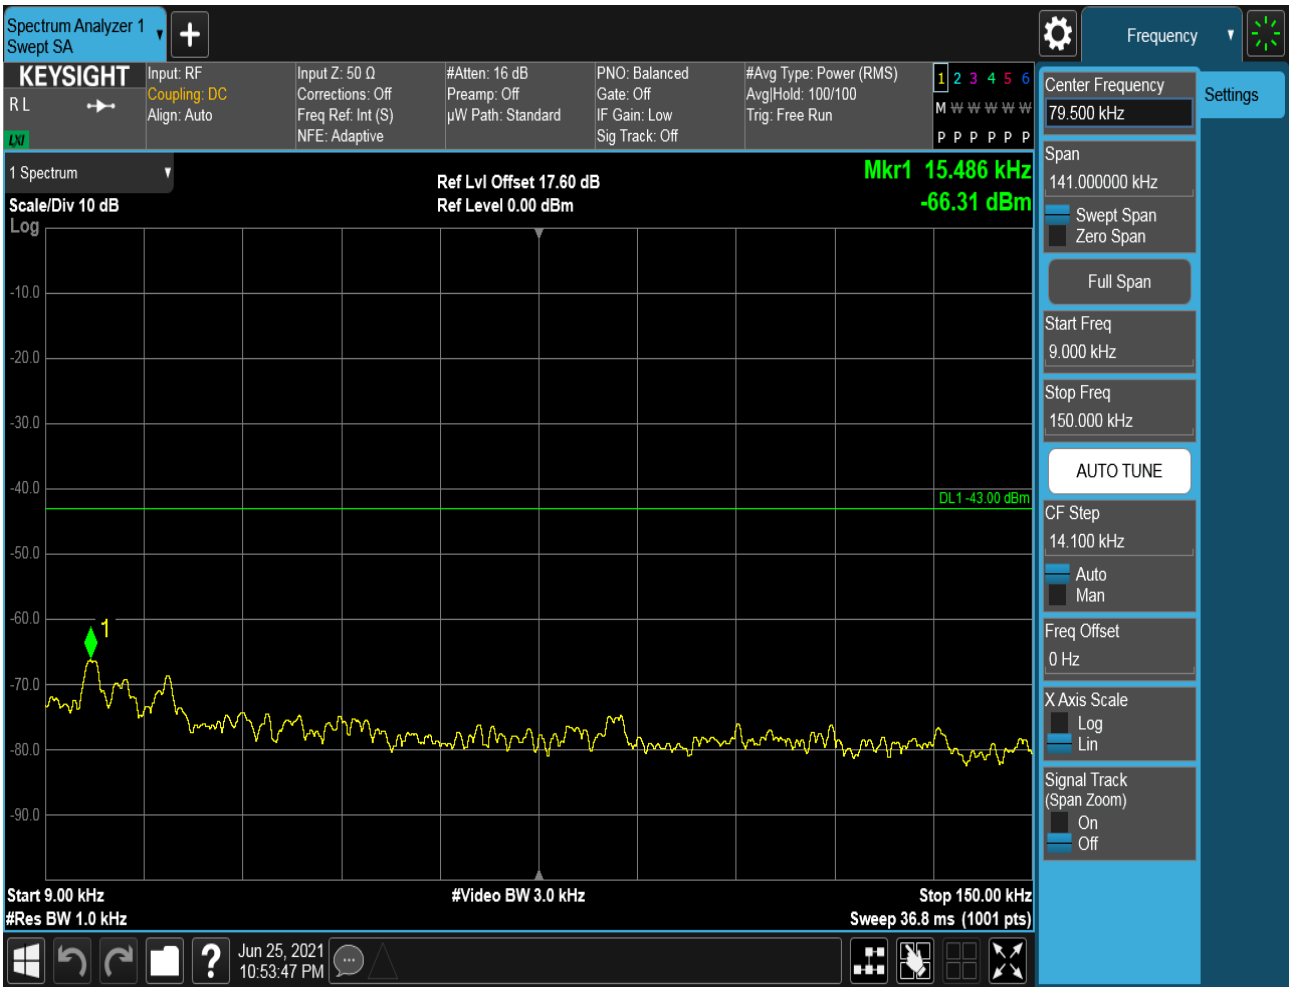 Spectrum Analyzer 1
Swept SA
Frequency
KEYSIGHT
R L
LXI
Input: RF
Coupling: DC
Align: Auto
Input Z: 50 Ω
Corrections: Off
Freq Ref: Int (S)
NFE: Adaptive
#Atten: 16 dB
Preamp: Off
µW Path: Standard
PNO: Balanced
Gate: Off
IF Gain: Low
Sig Track: Off
#Avg Type: Power (RMS)
Avg|Hold: 100/100
Trig: Free Run
1 2 3 4 5 6
M W W W W W
P P P P P P
Settings
1 Spectrum
Scale/Div 10 dB
Log
Ref Lvl Offset 17.60 dB
Ref Level 0.00 dBm
Mkr1 15.486 kHz
-66.31 dBm
-10.0
-20.0
-30.0
-40.0
DL1 -43.00 dBm
-50.0
-60.0
1
-70.0
-80.0
-90.0
Start 9.00 kHz
#Res BW 1.0 kHz
#Video BW 3.0 kHz
Stop 150.00 kHz
Sweep 36.8 ms (1001 pts)
Center Frequency
79.500 kHz
Span
141.000000 kHz
Swept Span
Zero Span
Full Span
Start Freq
9.000 kHz
Stop Freq
150.000 kHz
AUTO TUNE
CF Step
14.100 kHz
Auto
Man
Freq Offset
0 Hz
X Axis Scale
Log
Lin
Signal Track
(Span Zoom)
On
Off
?
Jun 25, 2021
10:53:47 PM